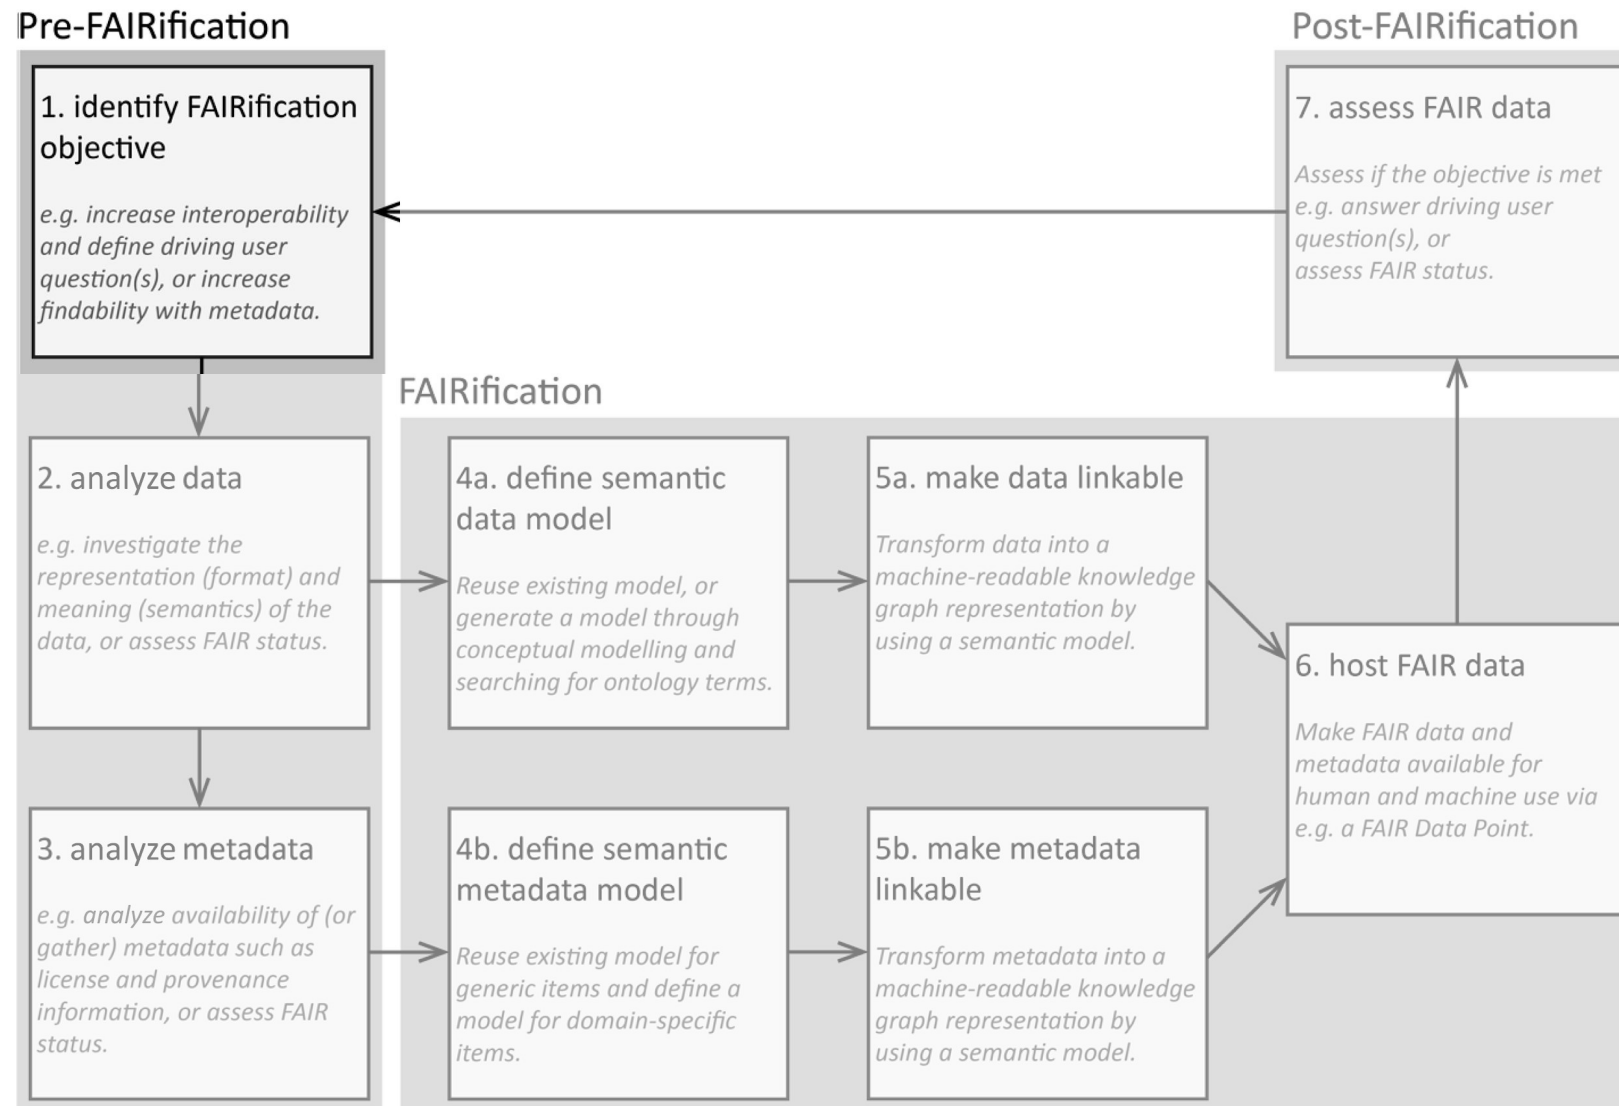 Pre-FAIRification
1. identify FAIRification
objective
e.g. increase interoperability
and define driving user
question(s), or increase
findability with metadata.
2. analyze data
e.g. investigate the
representation (format) and
meaning (semantics) of the
data, or assess FAIR status.
3. analyze metadata
e.g. analyze availability of (or
gather) metadata such as
license and provenance
information, or assess FAIR
status.
FAIRification
4a. define semantic
data model
Reuse existing model, or
generate a model through
conceptual modelling and
searching for ontology terms.
5a. make data linkable
Transform data into a
machine-readable knowledge
graph representation by
using a semantic model.
4b. define semantic
metadata model
Reuse existing model for
generic items and define a
model for domain-specific
items.
5b. make metadata
linkable
Transform metadata into a
machine-readable knowledge
graph representation by
using a semantic model.
6. host FAIR data
Make FAIR data and
metadata available for
human and machine use via
e.g. a FAIR Data Point.
Post-FAIRification
7. assess FAIR data
Assess if the objective is met
e.g. answer driving user
question(s), or
assess FAIR status.